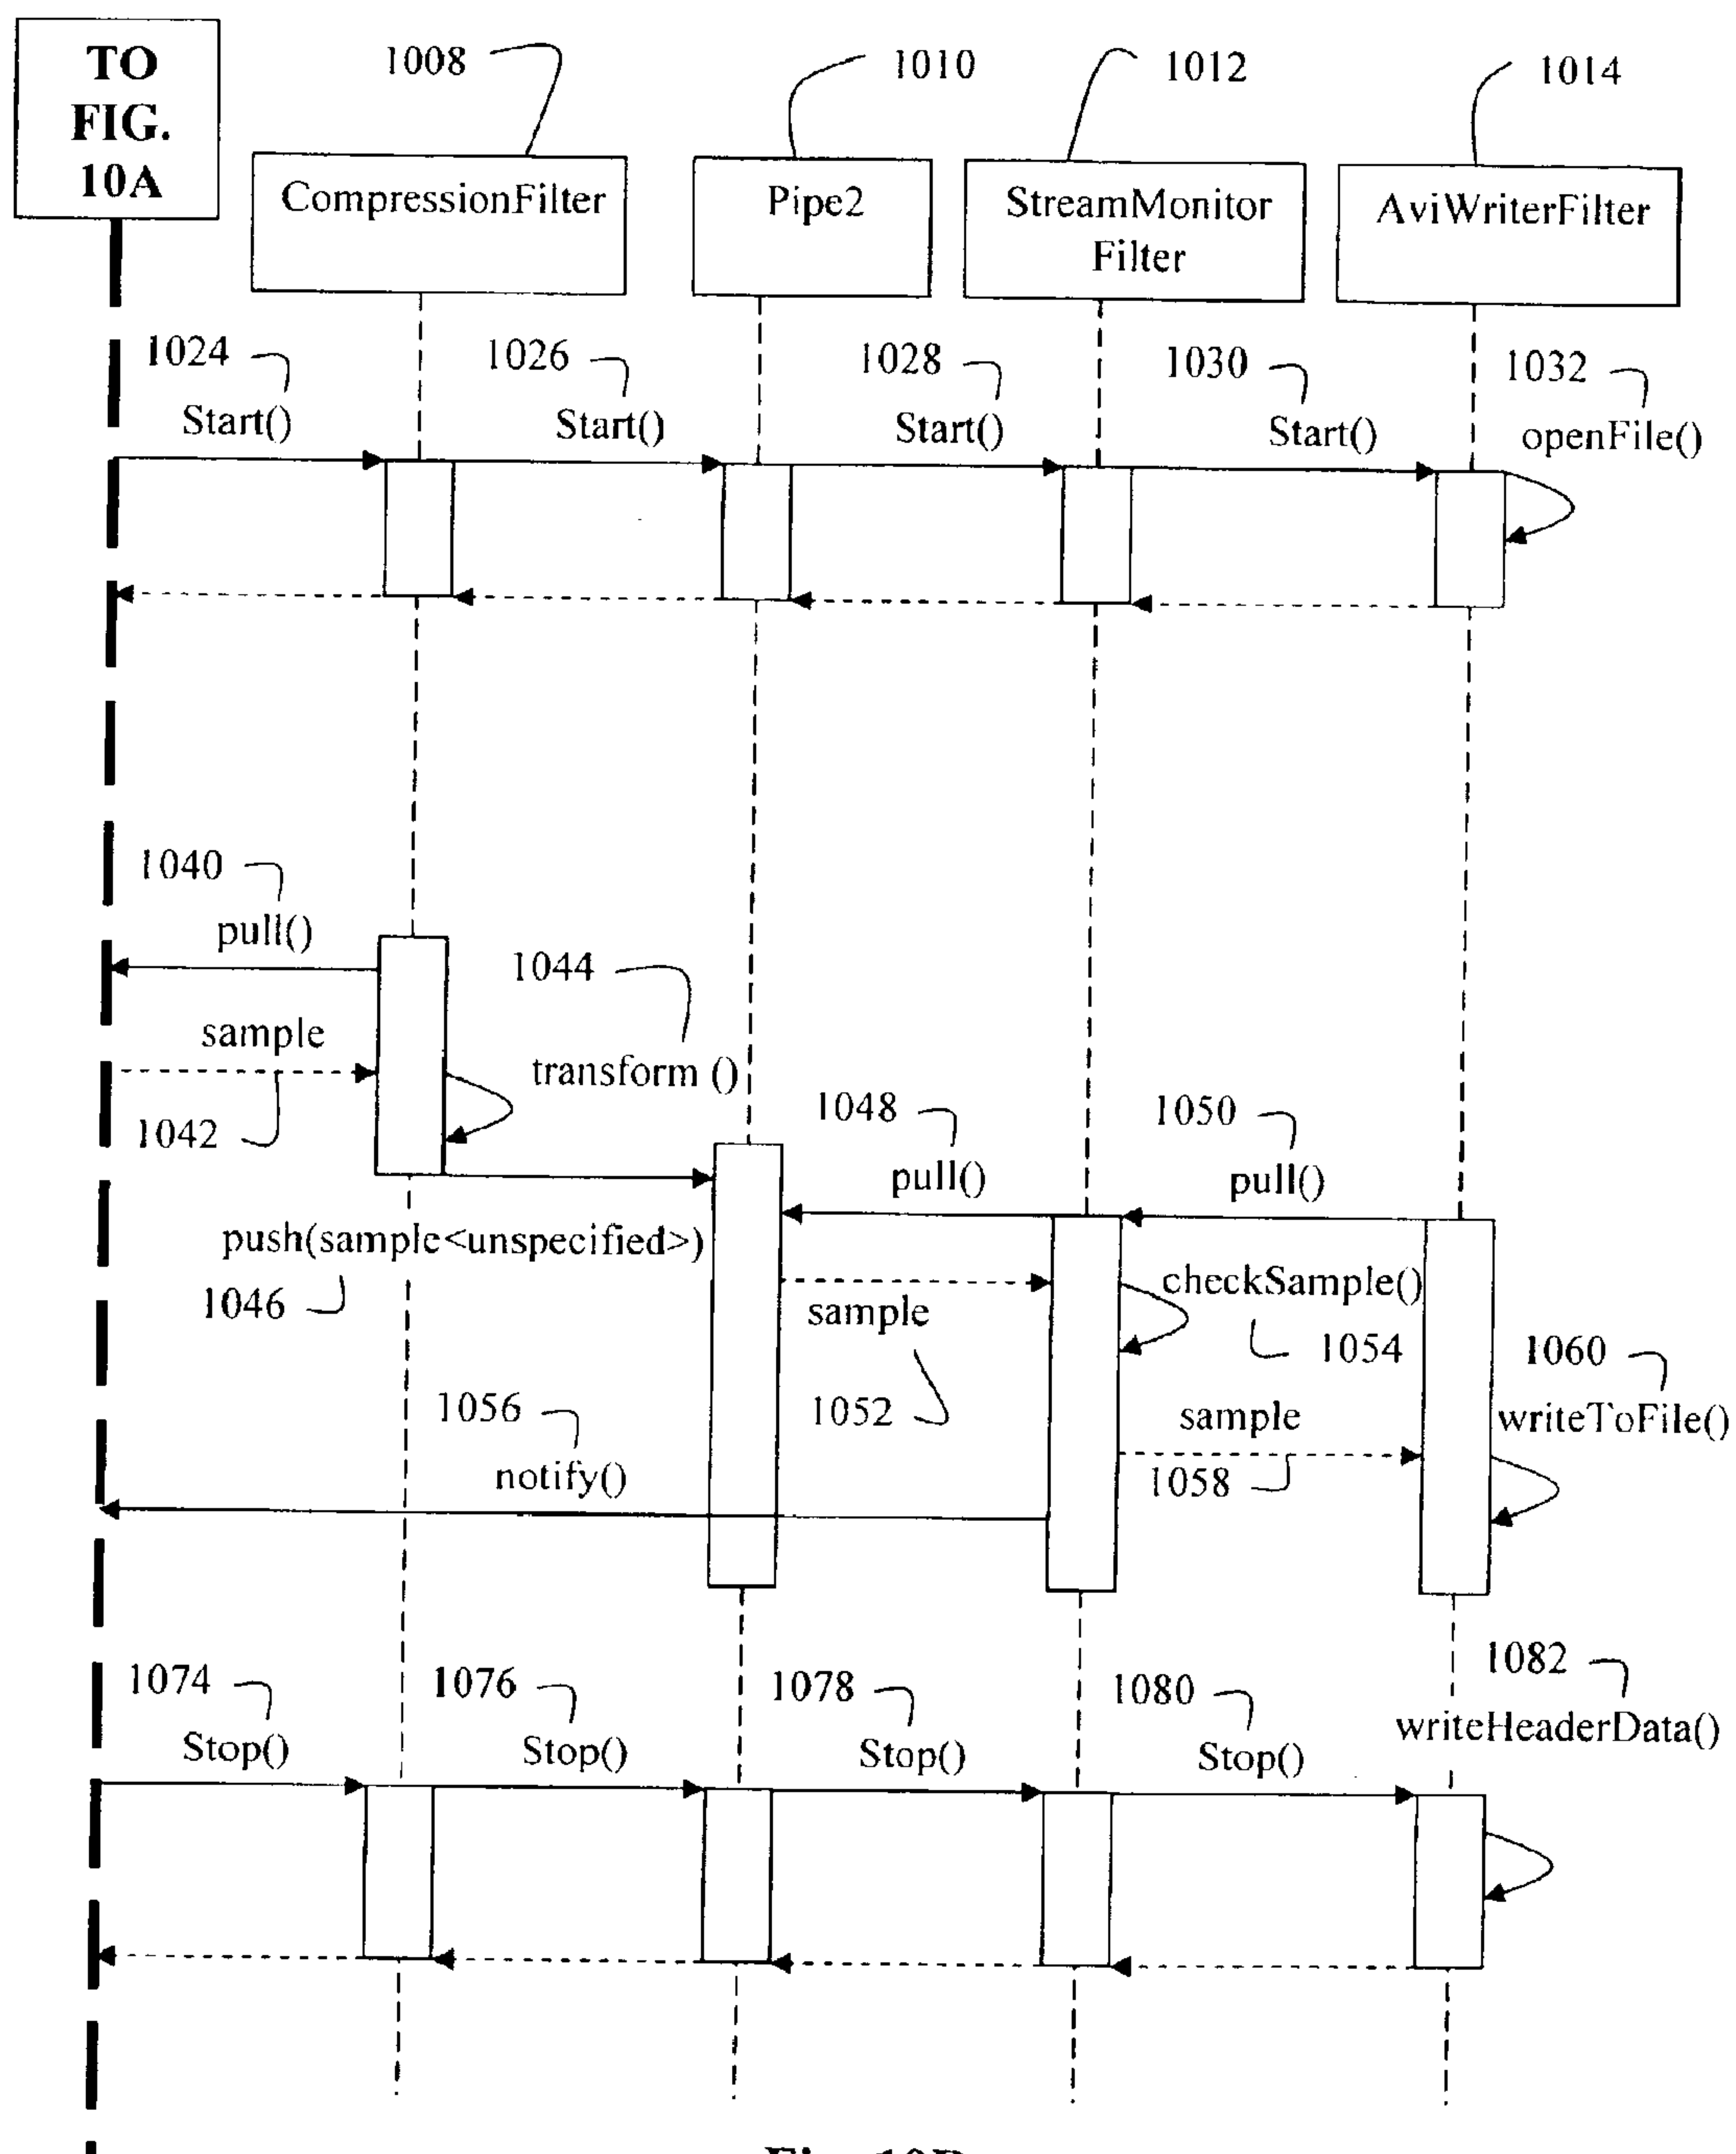 TO
FIG.
10A
1008
1010
1012
1014
CompressionFilter
Pipe2
StreamMonitor
Filter
AviWriterFilter
1024
1026
1028
1030
1032
Start()
Start()
Start()
Start()
openFile()
1040
pull()
1044
sample
transform ()
1042
1048
1050
pull()
pull()
push(sample<unspecified>)
1046
checkSample()
sample
1054
1060
1056
1052
sample
writeToFile()
notify()
1058
1074
1076
1078
1080
1082
Stop()
Stop()
Stop()
Stop()
writeHeaderData()